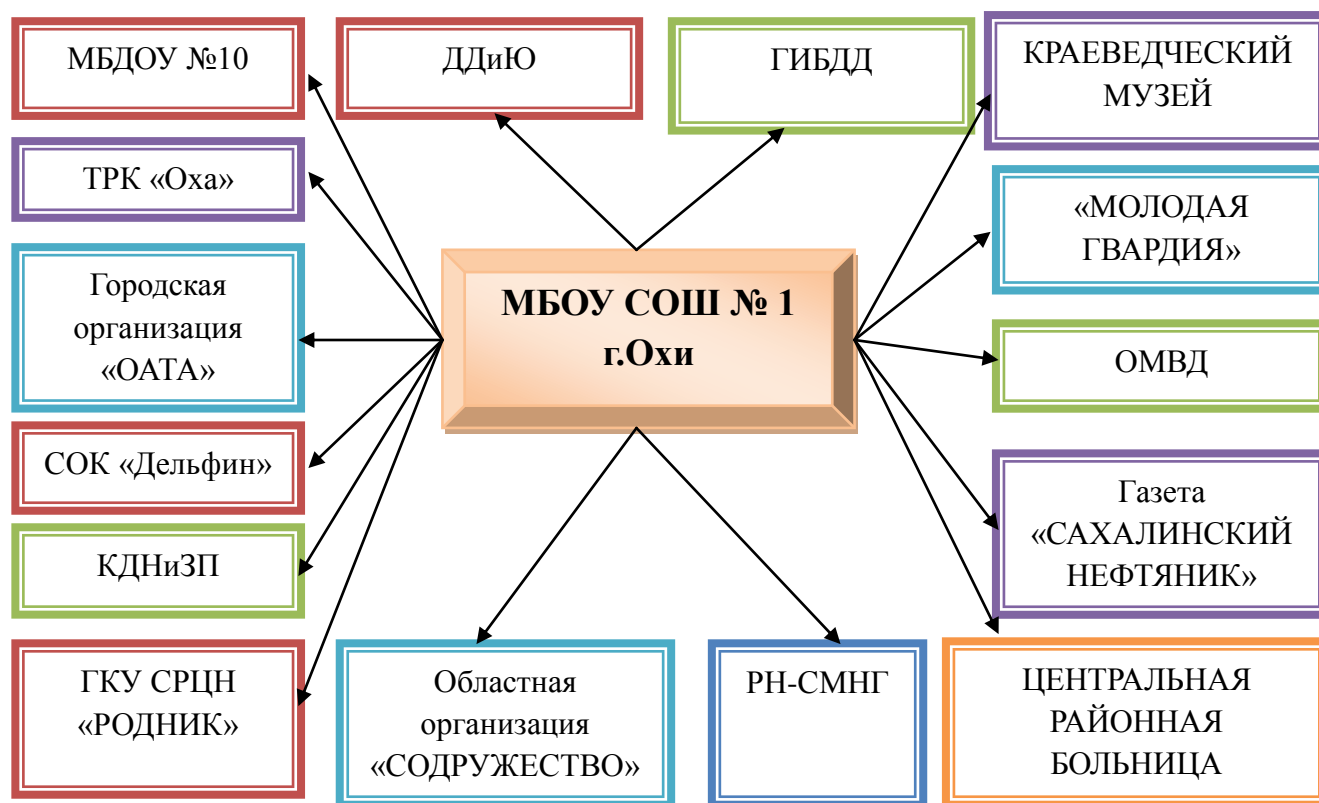 МБДОУ №10
ДДиЮ
ГИБДД
КРАЕВЕДЧЕСКИЙ
МУЗЕЙ
ТРК «Оха»
«МОЛОДАЯ
ГВАРДИЯ»
Городская
организация
«ОАТА»
МБОУ СОШ № 1
г.Охи
ОМВД
СОК «Дельфин»
Газета
«САХАЛИНСКИЙ
НЕФТЯНИК»
КДНиЗП
ГКУ СРЦН
«РОДНИК»
Областная
организация
«СОДРУЖЕСТВО»
РН-СМНГ
ЦЕНТРАЛЬНАЯ
РАЙОННАЯ
БОЛЬНИЦА